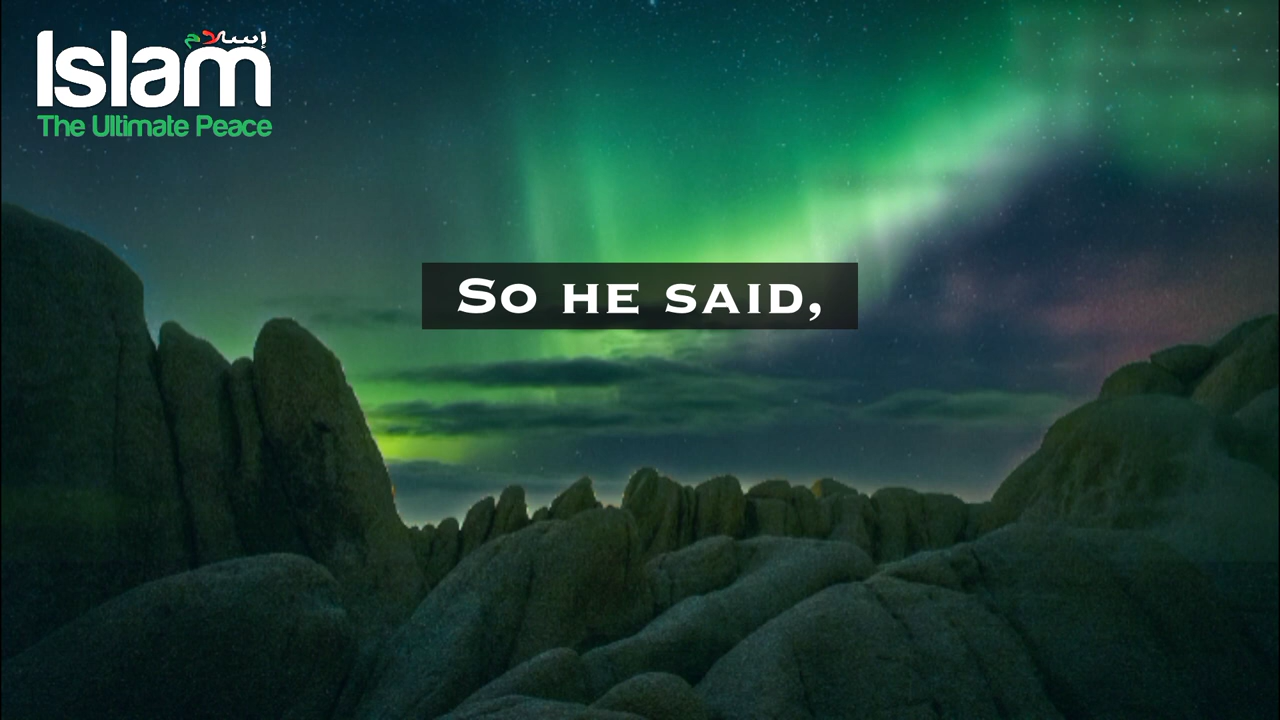 إسلام
Islam
The Ultimate Peace
So he said,